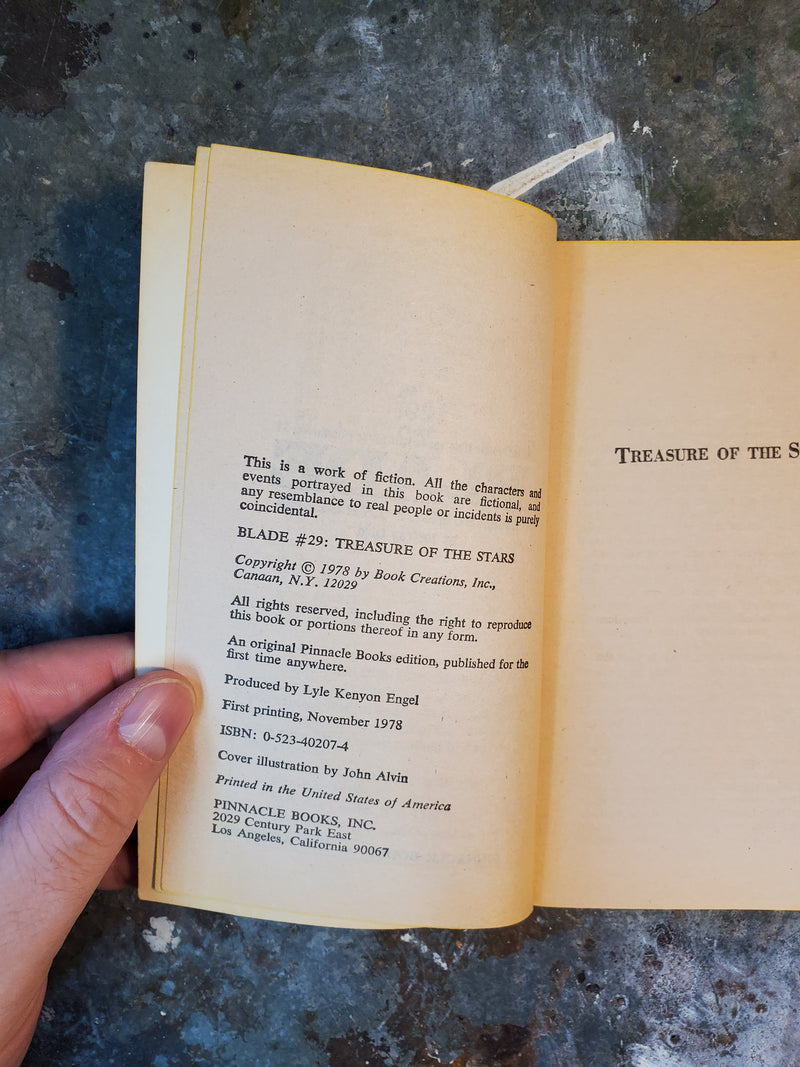 This is a work of fiction. All the characters and
events portrayed in this book are fictional, and
any resemblance to real people or incidents is purely
coincidental.
BLADE #29: TREASURE OF THE STARS
Copyright © 1978 by Book Creations, Inc.,
Canaan, N.Y. 12029
All rights reserved, including the right to reproduce
this book or portions thereof in any form.
An original Pinnacle Books edition, published for the
first time anywhere.
Produced by Lyle Kenyon Engel
First printing, November 1978
ISBN: 0-523-40207-4
Cover illustration by John Alvin
Printed in the United States of America
PINNACLE BOOKS, INC.
2029 Century Park East
Los Angeles, California 90067
TREASURE OF THE S